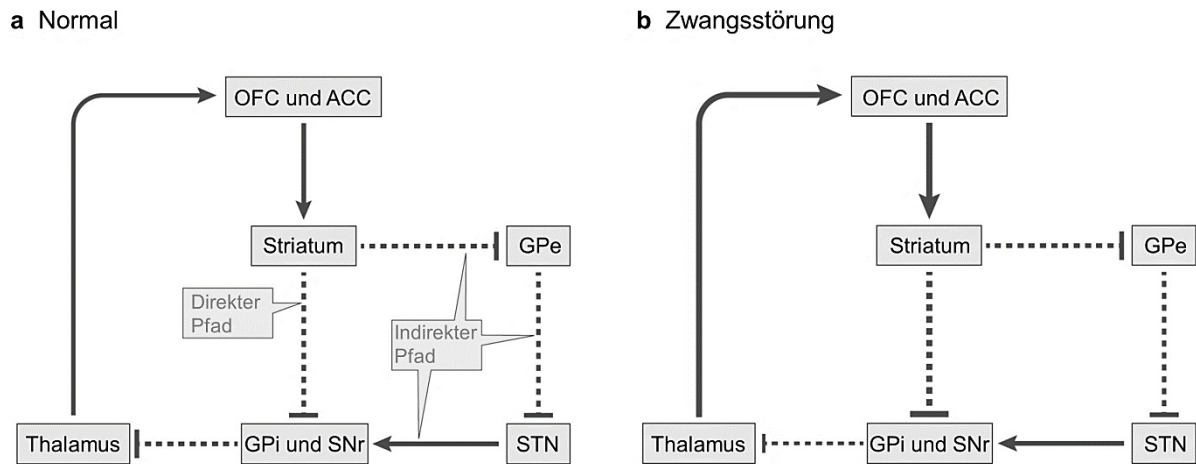 a Normal
OFC und ACC
Striatum
GPe
Direkter
Pfad
Indirekter
Pfad
Thalamus
GPi und SNr
STN
b Zwangsstörung
OFC und ACC
Striatum
GPe
Thalamus
GPi und SNr
STN